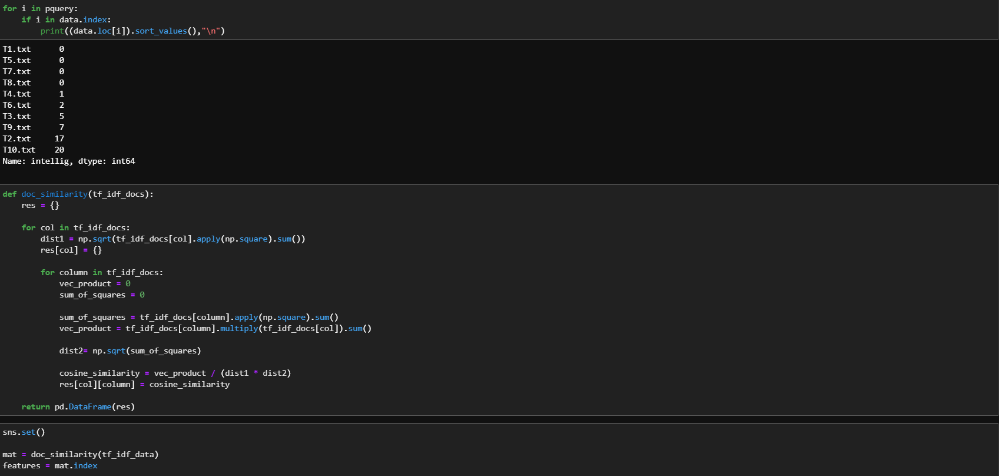 for i in pquery:
    if i in data.index:
        print((data.loc[i]).sort_values(),"\n")
T1.txt      0
T5.txt      0
T7.txt      0
T8.txt      0
T4.txt      1
T6.txt      2
T3.txt      5
T9.txt      7
T2.txt     17
T10.txt    20
Name: intellig, dtype: int64
def doc_similarity(tf_idf_docs):
    res = {}
    for col in tf_idf_docs:
        dist1 = np.sqrt(tf_idf_docs[col].apply(np.square).sum())
        res[col] = {}
        for column in tf_idf_docs:
            vec_product = 0
            sum_of_squares = 0
            sum_of_squares = tf_idf_docs[column].apply(np.square).sum()
            vec_product = tf_idf_docs[column].multiply(tf_idf_docs[col]).sum()
            dist2= np.sqrt(sum_of_squares)
            cosine_similarity = vec_product / (dist1 * dist2)
            res[col][column] = cosine_similarity
    return pd.DataFrame(res)
sns.set()
mat = doc_similarity(tf_idf_data)
features = mat.index